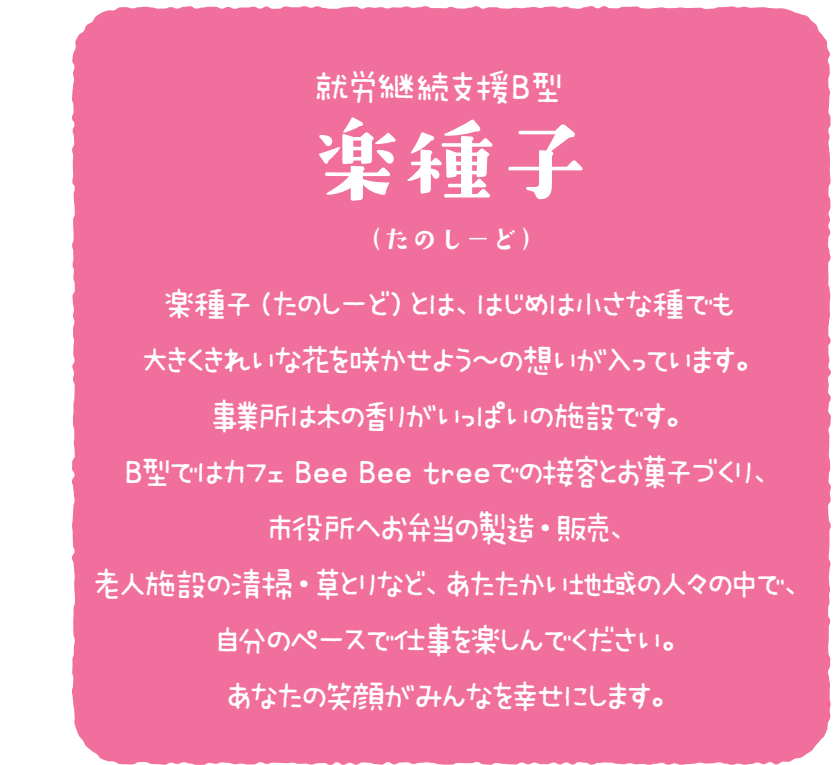 就労継続支援B型
楽種子
(たのしーど)
楽種子(たのしーど)とは、はじめは小さな種でも
大きくきれいな花を咲かせよう〜の想いが入っています。
事業所は木の香りがいっぱいの施設です。
B型ではカフェ Bee Bee treeでの接客とお菓子づくり、
市役所へお弁当の製造・販売、
老人施設の清掃・草とりなど、あたたかい地域の人々の中で、
自分のペースで仕事を楽しんでください。
あなたの笑顔がみんなを幸せにします。